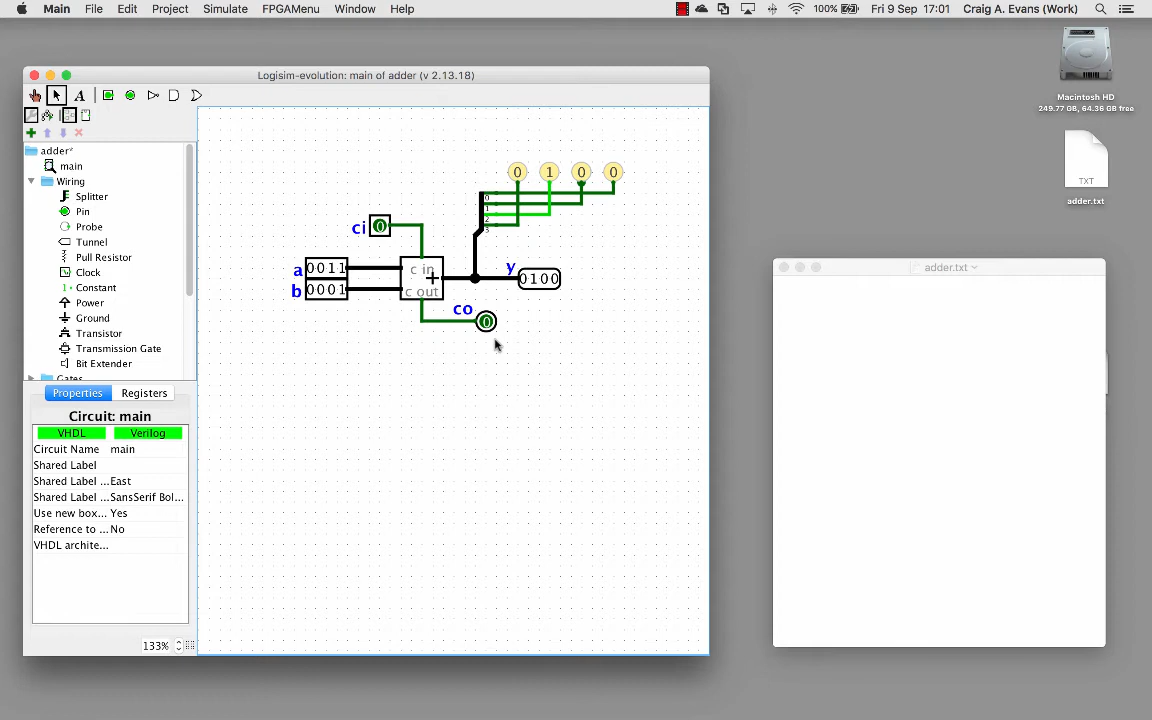 Main File Edit Project Simulate FPGAMenu Window Help 100% Fri 9 Sep 17:01 Craig A. Evans (Work)
Logisim-evolution: main of adder (v 2.13.18)
A
adder*
main
Wiring
Splitter
Pin
Probe
Tunnel
Pull Resistor
Clock
1 Constant
Power
Ground
Transistor
Transmission Gate
Bit Extender
Gates
Properties Registers
Circuit: main
VHDL Verilog
Circuit Name main
Shared Label
Shared Label ...East
Shared Label ...SansSerif Bol...
Use new box... Yes
Reference to ...No
VHDL archite...
133%
0 1 0 0
0
1
2
3
ci 0
a 0011
b 0001
c in
+
c out
y 0100
co 0
Macintosh HD
249.77 GB, 64.36 GB free
TXT
adder.txt
adder.txt